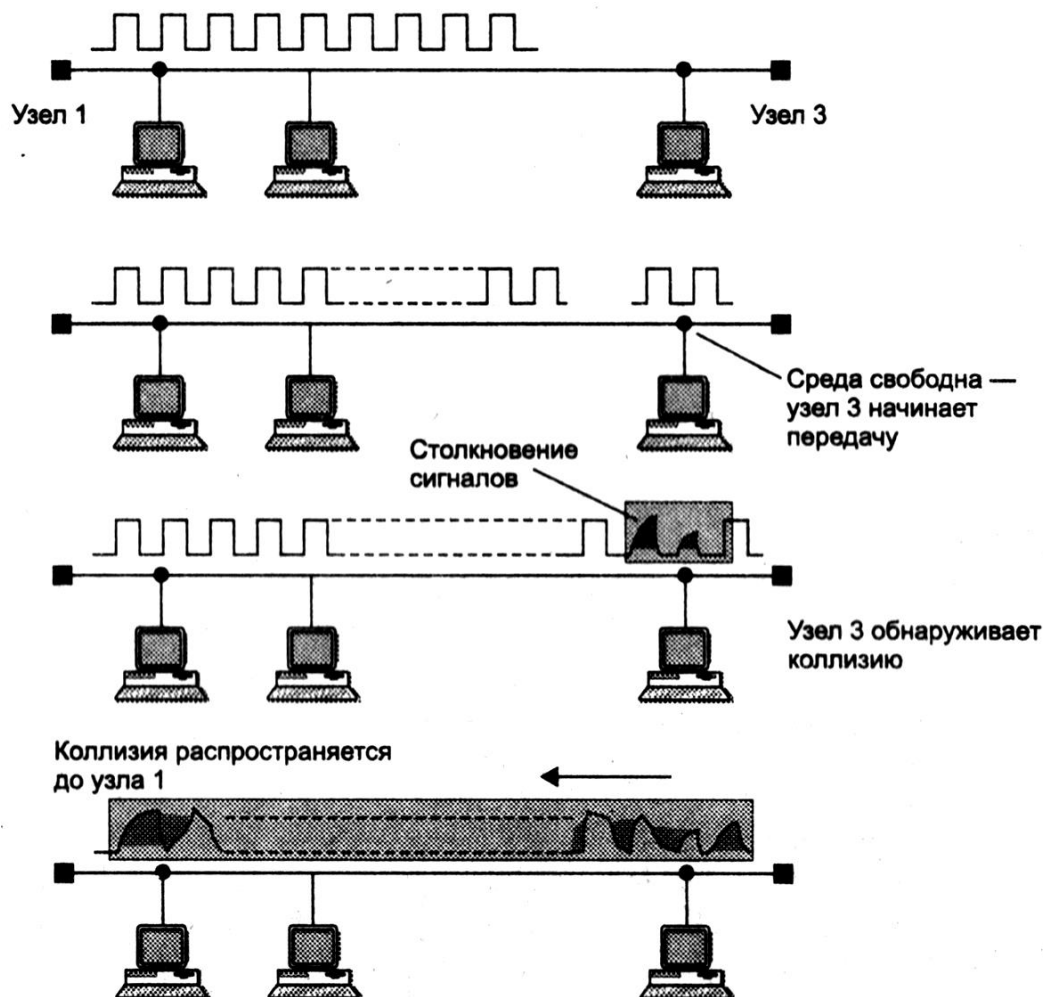 Узел 1
Узел 3
Среда свободна —
узел 3 начинает
передачу
Столкновение
сигналов
Узел 3 обнаруживает
коллизию
Коллизия распространяется
до узла 1